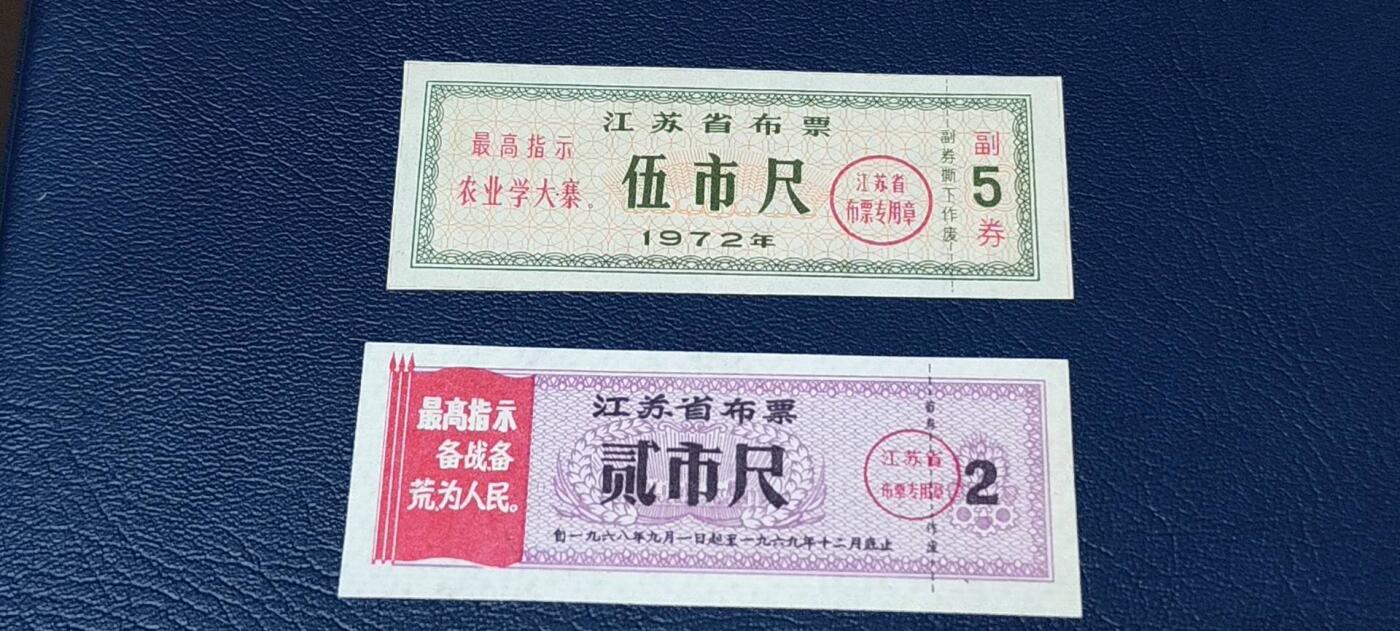 江苏省布票
最高指示
农业学大寨。
伍市尺
1972年
江苏省
布票专用章
副券撕下作废
副
5
券
最高指示
备战、备
荒、为人民。
江苏省布票
贰市尺
自一九六八年九月一日起至一九六九年十二月底止
江苏省
布票专用章
2
作废